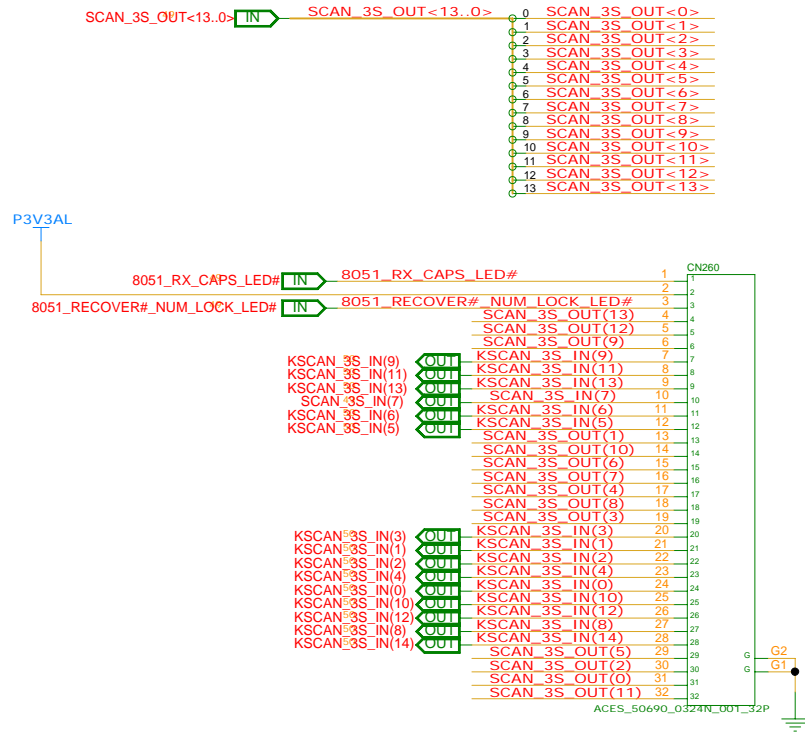 SCAN_3S_OUT<13..0> IN SCAN_3S_OUT<13..0>
0 SCAN_3S_OUT<0>
1 SCAN_3S_OUT<1>
2 SCAN_3S_OUT<2>
3 SCAN_3S_OUT<3>
4 SCAN_3S_OUT<4>
5 SCAN_3S_OUT<5>
6 SCAN_3S_OUT<6>
7 SCAN_3S_OUT<7>
8 SCAN_3S_OUT<8>
9 SCAN_3S_OUT<9>
10 SCAN_3S_OUT<10>
11 SCAN_3S_OUT<11>
12 SCAN_3S_OUT<12>
13 SCAN_3S_OUT<13>
P3V3AL
CN260
8051_RX_CAPS_LED# IN 8051_RX_CAPS_LED# 1 1
2 2
8051_RECOVER#_NUM_LOCK_LED# IN 8051_RECOVER#_NUM_LOCK_LED# 3 3
SCAN_3S_OUT(13) 4 4
SCAN_3S_OUT(12) 5 5
SCAN_3S_OUT(9) 6 6
KSCAN_3S_IN(9) OUT KSCAN_3S_IN(9) 7 7
KSCAN_3S_IN(11) OUT KSCAN_3S_IN(11) 8 8
KSCAN_3S_IN(13) OUT KSCAN_3S_IN(13) 9 9
SCAN_3S_IN(7) OUT SCAN_3S_IN(7) 10 10
KSCAN_3S_IN(6) OUT KSCAN_3S_IN(6) 11 11
KSCAN_3S_IN(5) OUT KSCAN_3S_IN(5) 12 12
SCAN_3S_OUT(1) 13 13
SCAN_3S_OUT(10) 14 14
SCAN_3S_OUT(6) 15 15
SCAN_3S_OUT(7) 16 16
SCAN_3S_OUT(4) 17 17
SCAN_3S_OUT(8) 18 18
SCAN_3S_OUT(3) 19 19
KSCAN_3S_IN(3) OUT KSCAN_3S_IN(3) 20 20
KSCAN_3S_IN(1) OUT KSCAN_3S_IN(1) 21 21
KSCAN_3S_IN(2) OUT KSCAN_3S_IN(2) 22 22
KSCAN_3S_IN(4) OUT KSCAN_3S_IN(4) 23 23
KSCAN_3S_IN(0) OUT KSCAN_3S_IN(0) 24 24
KSCAN_3S_IN(10) OUT KSCAN_3S_IN(10) 25 25
KSCAN_3S_IN(12) OUT KSCAN_3S_IN(12) 26 26
KSCAN_3S_IN(8) OUT KSCAN_3S_IN(8) 27 27
KSCAN_3S_IN(14) OUT KSCAN_3S_IN(14) 28 28
SCAN_3S_OUT(5) 29 29 G G2
SCAN_3S_OUT(2) 30 30 G G1
SCAN_3S_OUT(0) 31 31
SCAN_3S_OUT(11) 32 32
ACES_50690_0324N_001_32P